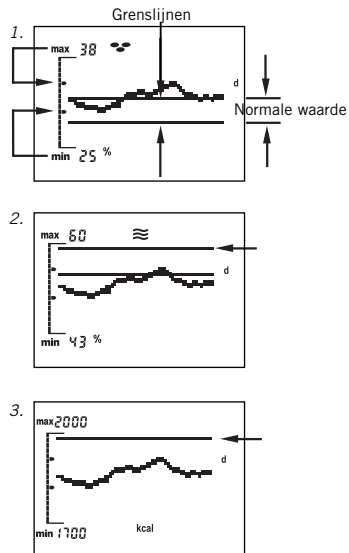 Grenslijnen
1.
max 38
d
Normale waarde
min 25 %
2.
max 60
d
min 43 %
3.
max 2000
d
min 1700 kcal